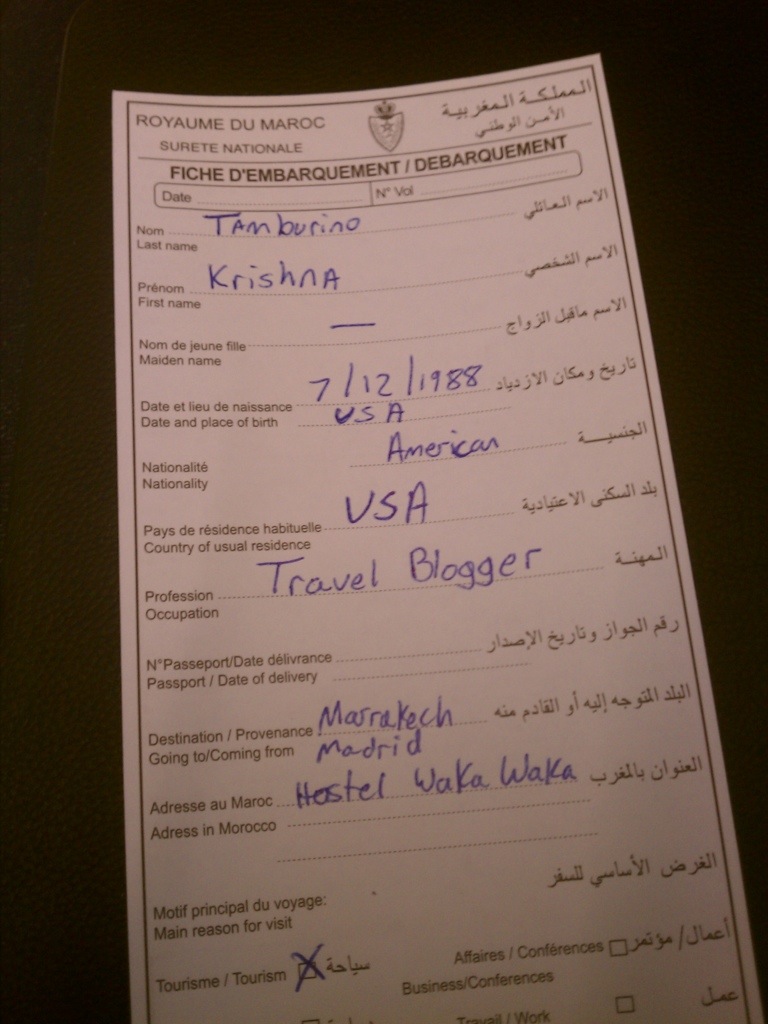 ROYAUME DU MAROC المملكة المغربية
SURETE NATIONALE الأمن الوطني
FICHE D'EMBARQUEMENT / DEBARQUEMENT
Date N° Vol
Nom TAmburino الاسم العائلي
Last name
Prénom KrishnA الاسم الشخصي
First name
Nom de jeune fille — الاسم ماقبل الزواج
Maiden name
Date et lieu de naissance 7/12/1988 تاريخ ومكان الازدياد
Date and place of birth USA
Nationalité American الجنسيـــة
Nationality
Pays de résidence habituelle USA بلد السكنى الاعتيادية
Country of usual residence
Profession Travel Blogger المهنة
Occupation
N°Passeport/Date délivrance رقم الجواز وتاريخ الإصدار
Passport / Date of delivery
Destination / Provenance Marrakech البلد المتوجه إليه أو القادم منه
Going to/Coming from Madrid
Adresse au Maroc Hostel Waka Waka العنوان بالمغرب
Adress in Morocco
Motif principal du voyage: الغرض الأساسي للسفر
Main reason for visit
Tourisme / Tourism X سياحة Affaires / Conférences أعمال/ مؤتمر
Business/Conferences
Travail / Work عمل